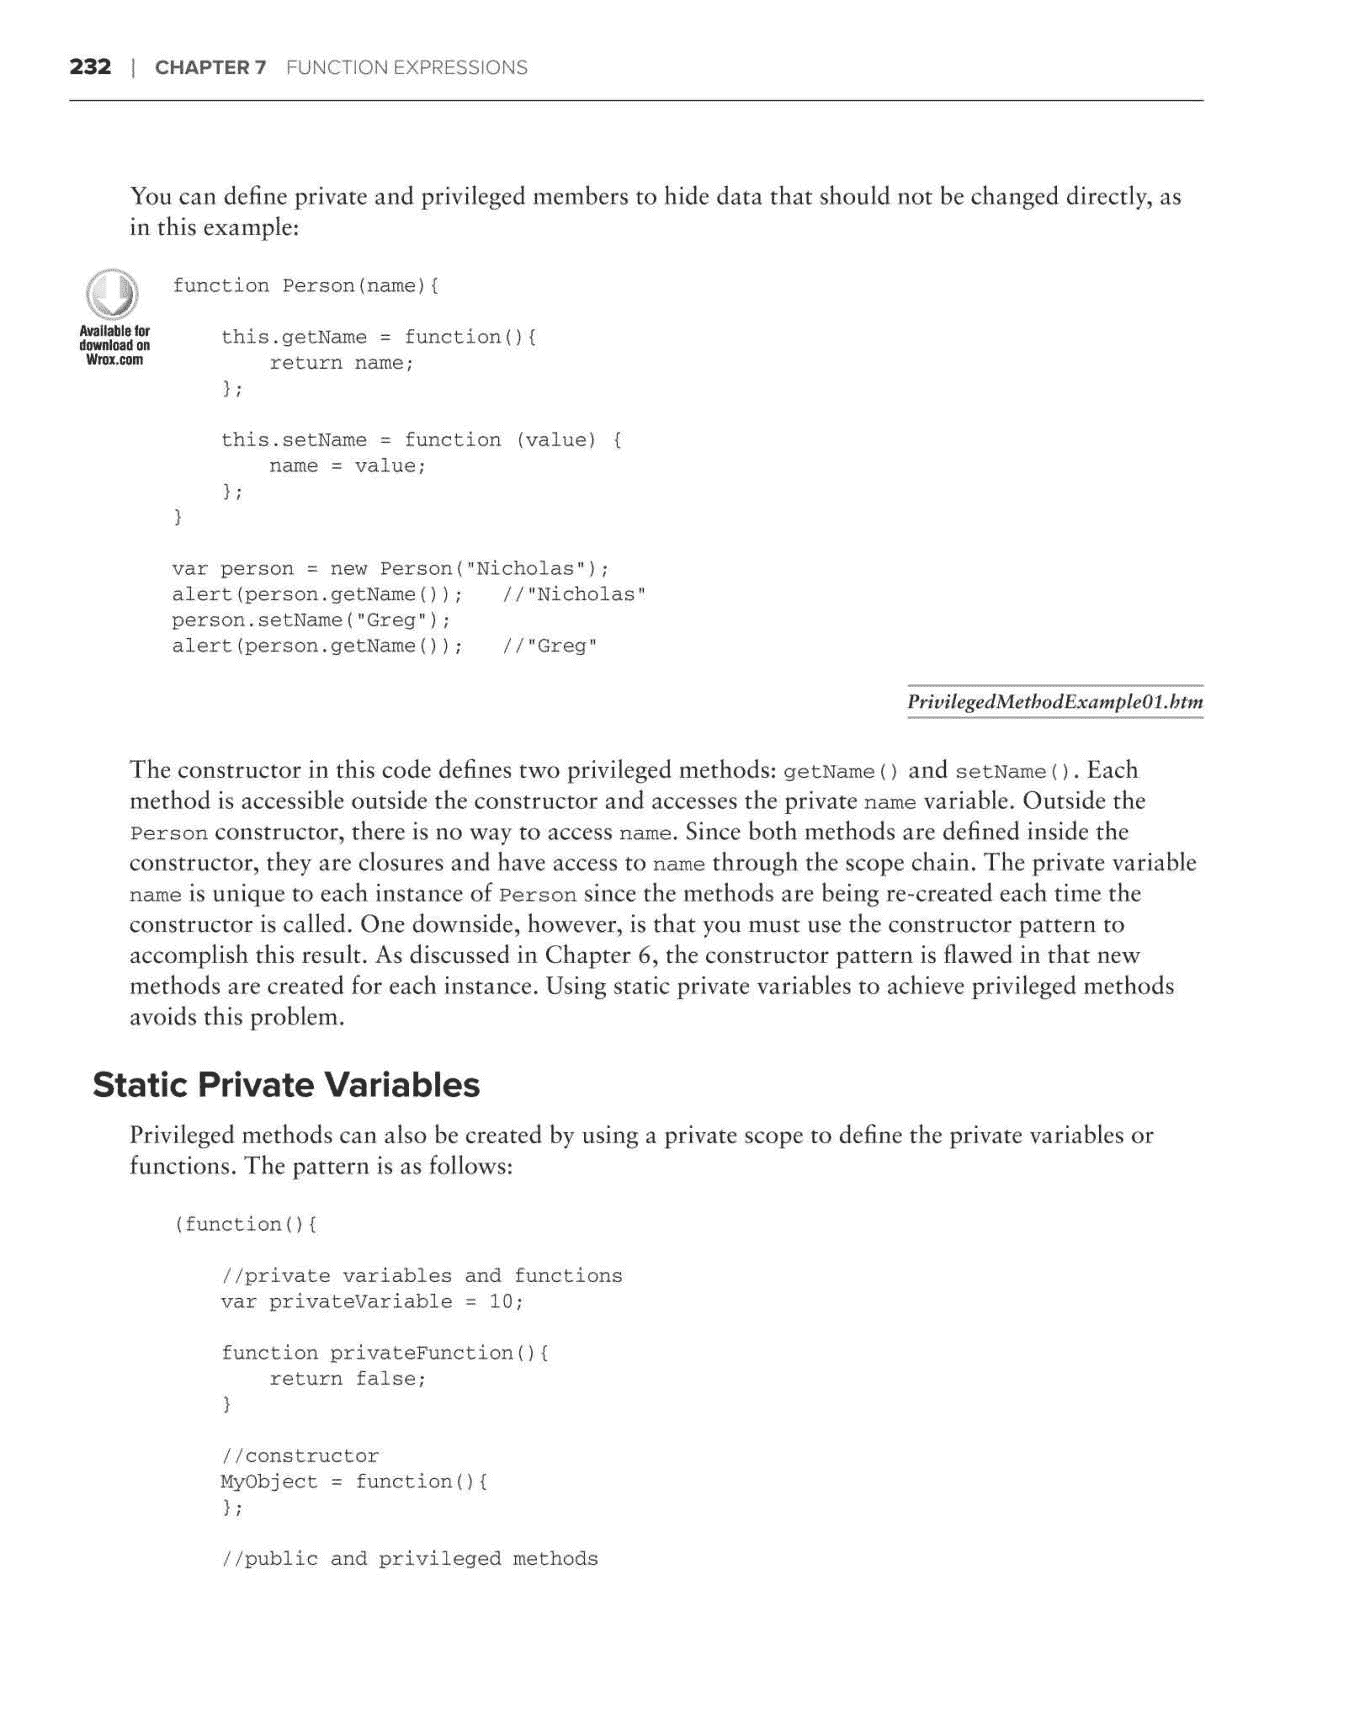 232 | CHAPTER 7 FUNCTION EXPRESSIONS
You can define private and privileged members to hide data that should not be changed directly, as
in this example:
function Person(name){
Available for
download on
Wrox.com
    this.getName = function(){
        return name;
    };
    this.setName = function (value) {
        name = value;
    };
}
var person = new Person("Nicholas");
alert(person.getName());   //"Nicholas"
person.setName("Greg");
alert(person.getName());   //"Greg"
PrivilegedMethodExample01.htm
The constructor in this code defines two privileged methods: getName() and setName(). Each
method is accessible outside the constructor and accesses the private name variable. Outside the
Person constructor, there is no way to access name. Since both methods are defined inside the
constructor, they are closures and have access to name through the scope chain. The private variable
name is unique to each instance of Person since the methods are being re-created each time the
constructor is called. One downside, however, is that you must use the constructor pattern to
accomplish this result. As discussed in Chapter 6, the constructor pattern is flawed in that new
methods are created for each instance. Using static private variables to achieve privileged methods
avoids this problem.
Static Private Variables
Privileged methods can also be created by using a private scope to define the private variables or
functions. The pattern is as follows:
(function(){
    //private variables and functions
    var privateVariable = 10;
    function privateFunction(){
        return false;
    }
    //constructor
    MyObject = function(){
    };
    //public and privileged methods